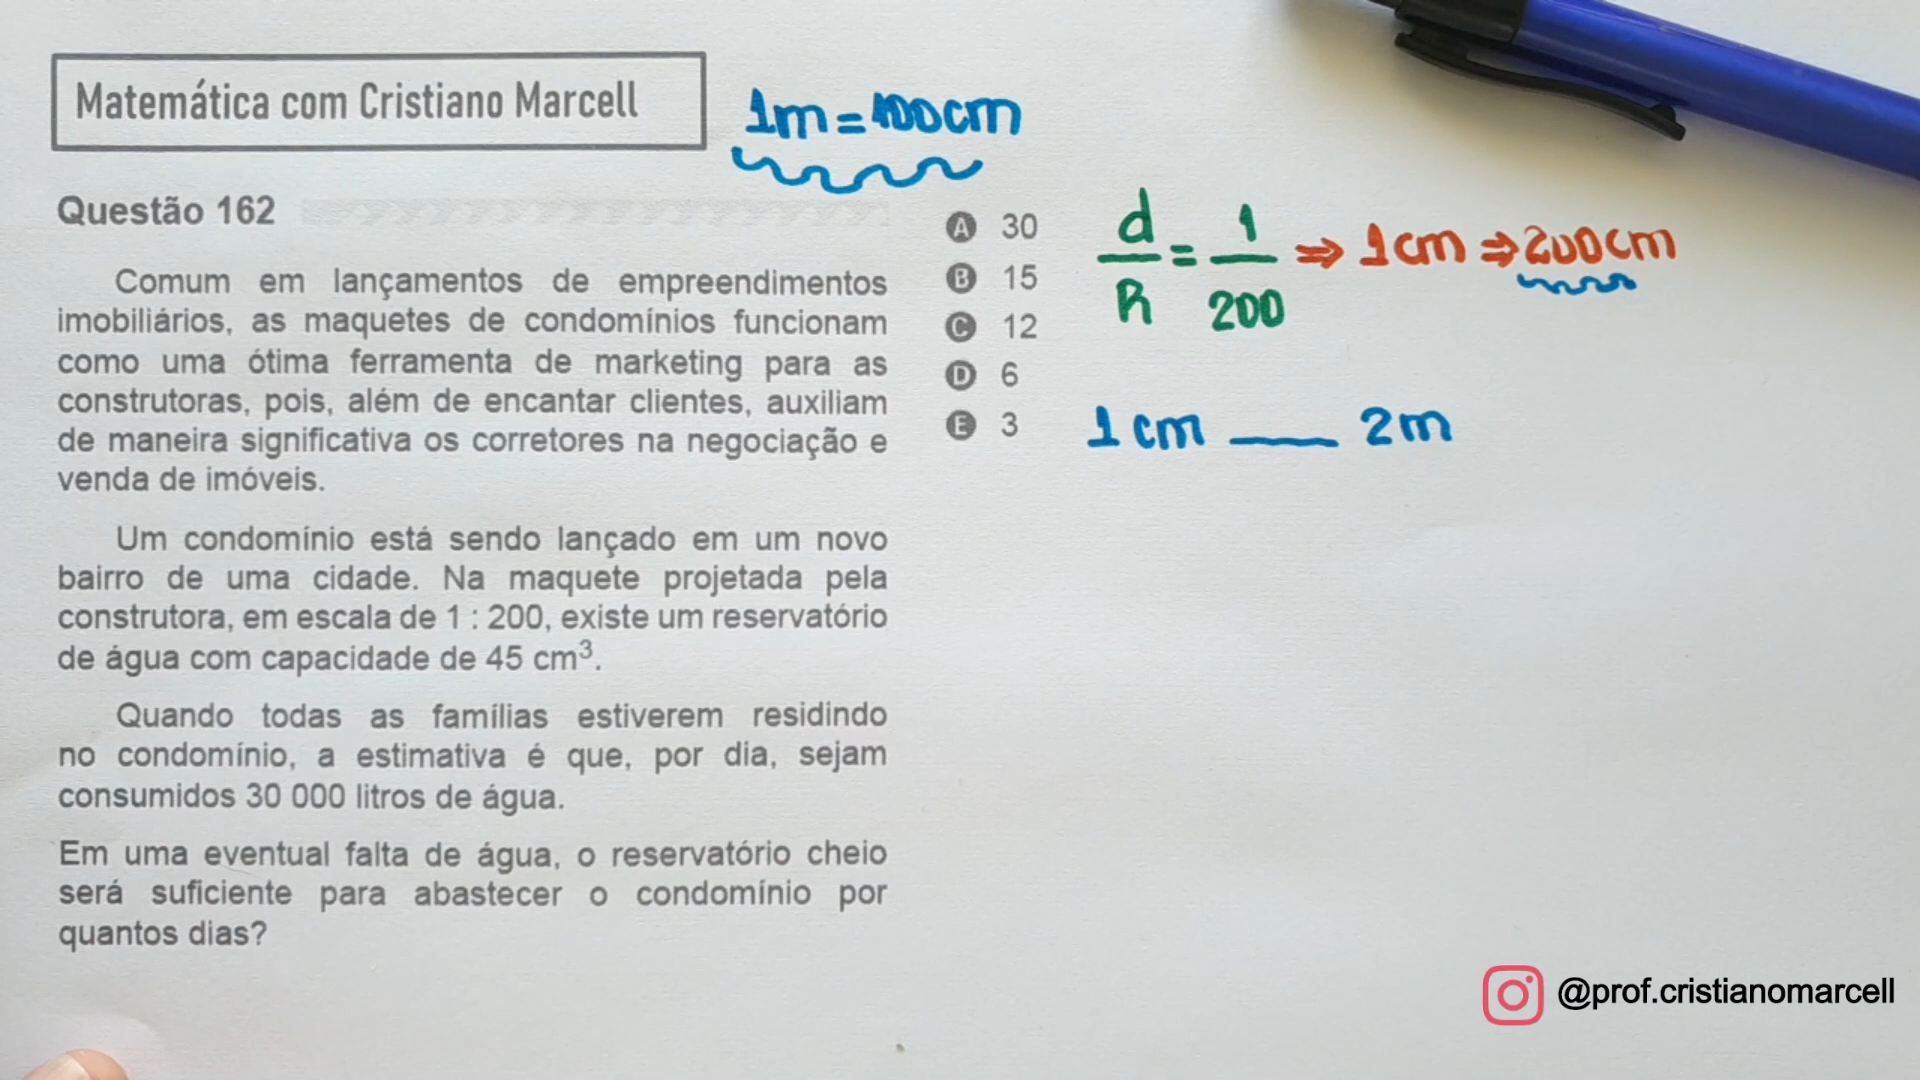 Matemática com Cristiano Marcell
1m = 100cm
Questão 162
Comum em lançamentos de empreendimentos
imobiliários, as maquetes de condomínios funcionam
como uma ótima ferramenta de marketing para as
construtoras, pois, além de encantar clientes, auxiliam
de maneira significativa os corretores na negociação e
venda de imóveis.
Um condomínio está sendo lançado em um novo
bairro de uma cidade. Na maquete projetada pela
construtora, em escala de 1 : 200, existe um reservatório
de água com capacidade de 45 cm³.
Quando todas as famílias estiverem residindo
no condomínio, a estimativa é que, por dia, sejam
consumidos 30 000 litros de água.
Em uma eventual falta de água, o reservatório cheio
será suficiente para abastecer o condomínio por
quantos dias?
A 30
B 15
C 12
D 6
E 3
d/R = 1/200 ⇒ 1cm ⇒ 200cm
1cm ___ 2m
@prof.cristianomarcell